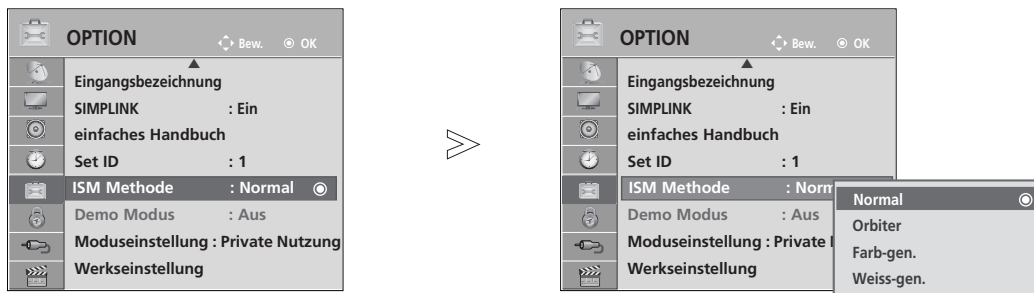 OPTION Bew. OK
Eingangsbezeichnung
SIMPLINK : Ein
einfaches Handbuch
Set ID : 1
ISM Methode : Normal
Demo Modus : Aus
Moduseinstellung : Private Nutzung
Werkseinstellung
OPTION Bew. OK
Eingangsbezeichnung
SIMPLINK : Ein
einfaches Handbuch
Set ID : 1
ISM Methode : Norm
Demo Modus : Aus
Moduseinstellung : Private
Werkseinstellung
Normal
Orbiter
Farb-gen.
Weiss-gen.